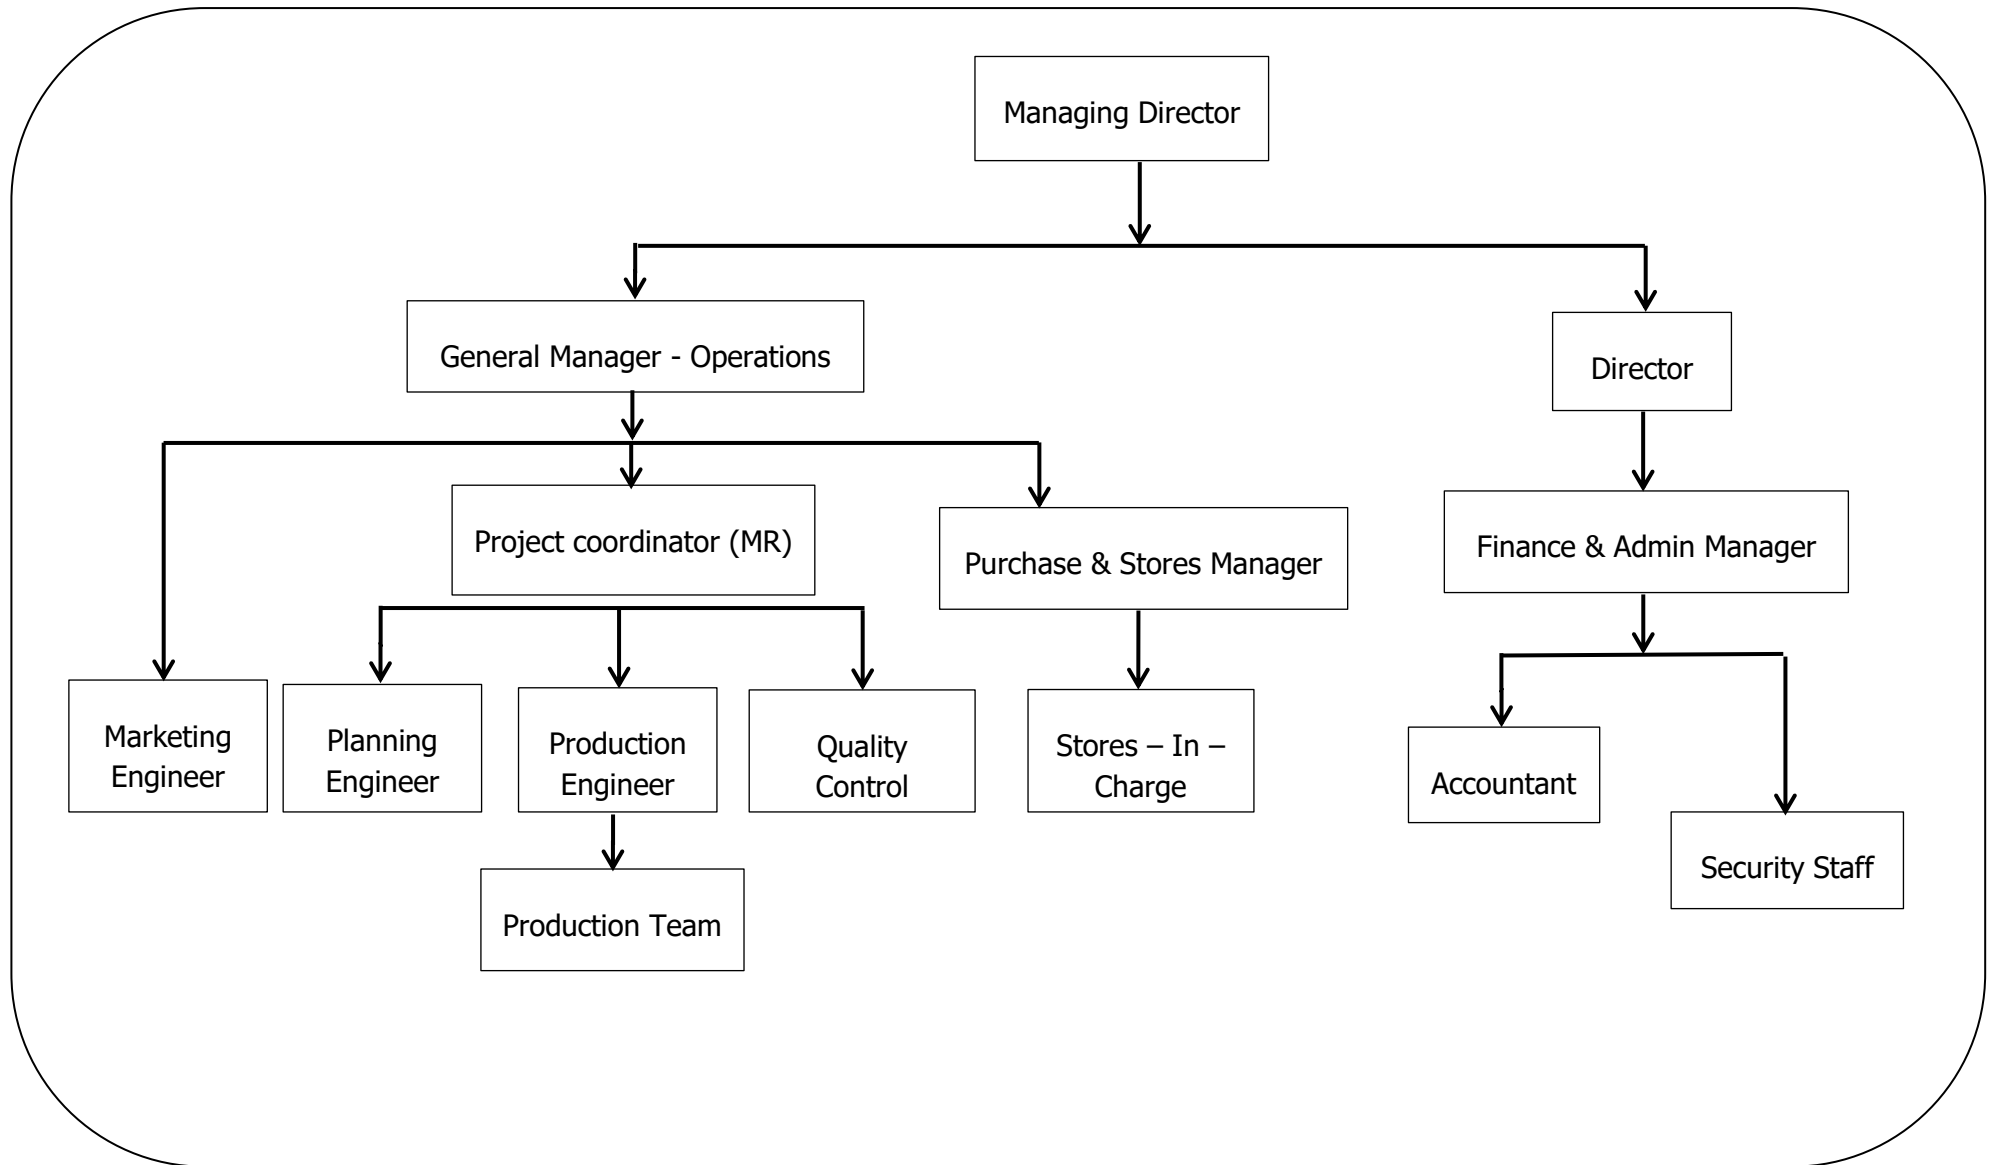 Managing Director
General Manager - Operations
Director
Project coordinator (MR)
Purchase & Stores Manager
Finance & Admin Manager
Marketing
Engineer
Planning
Engineer
Production
Engineer
Quality
Control
Stores – In –
Charge
Accountant
Security Staff
Production Team